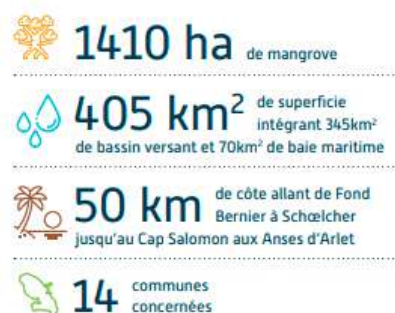 1410 ha de mangrove
405 km² de superficie
intégrant 345km²
de bassin versant et 70km² de baie maritime
50 km de côte allant de Fond
Bernier à Schœlcher
jusqu'au Cap Salomon aux Anses d'Arlet
14 communes
concernées